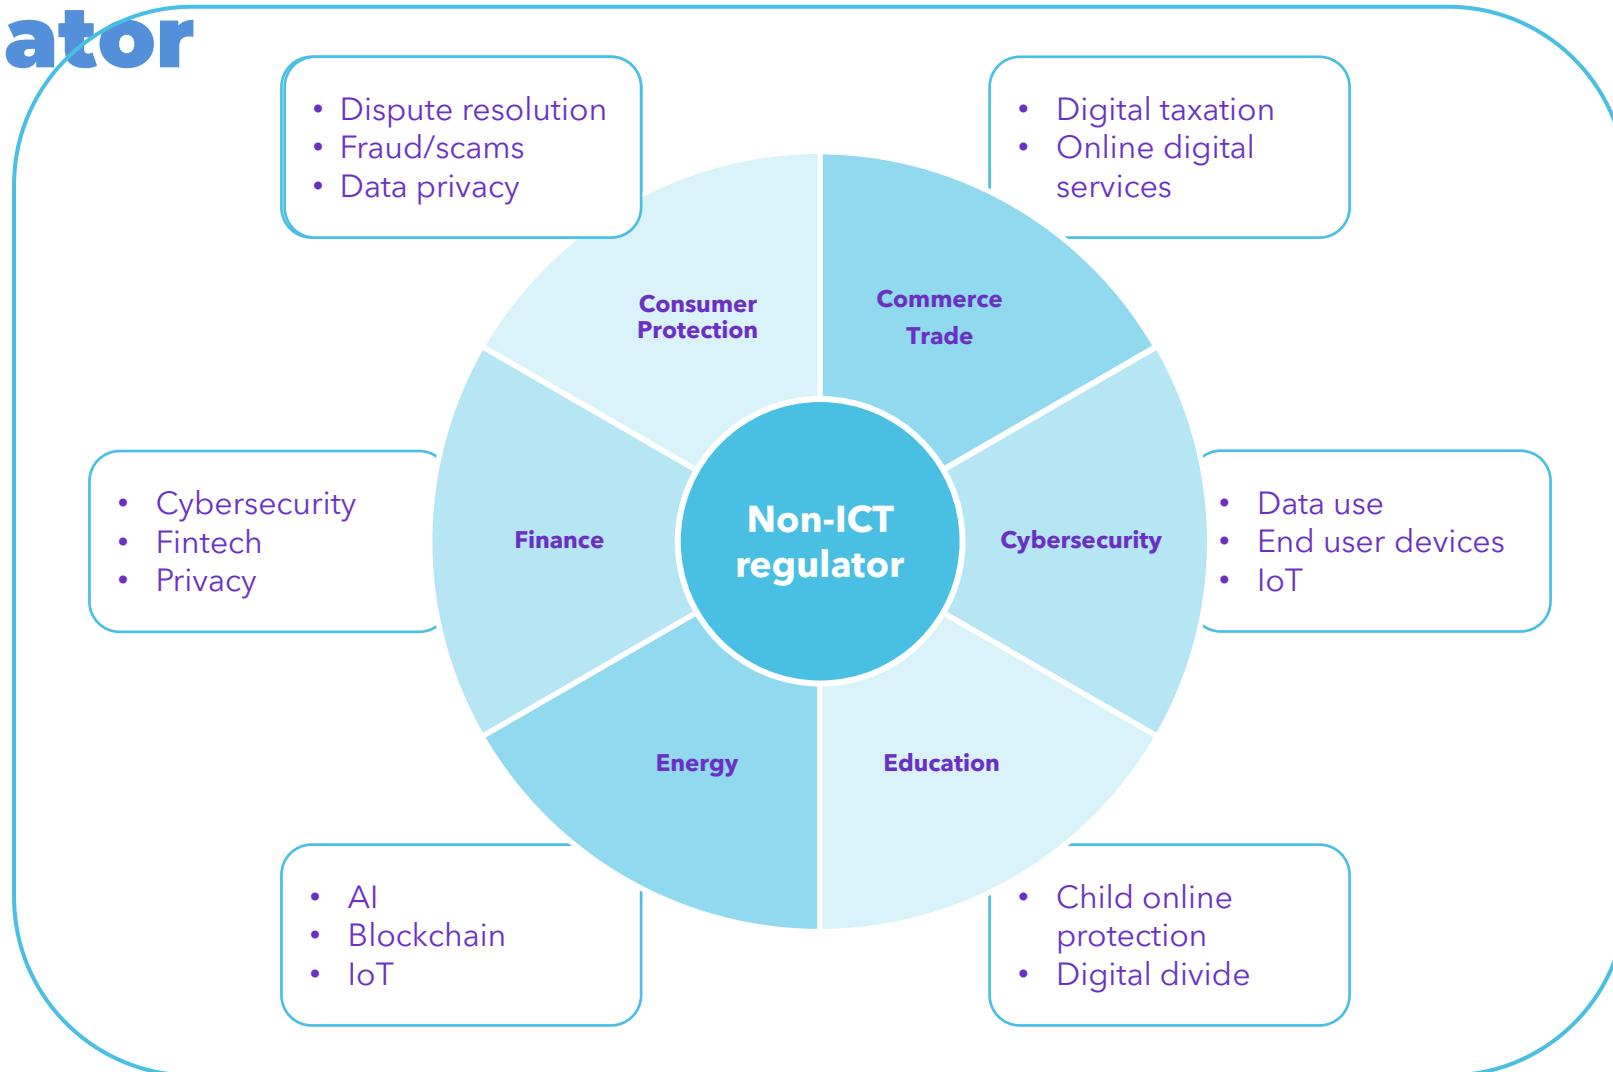 ator
• Dispute resolution
• Fraud/scams
• Data privacy
• Digital taxation
• Online digital
services
Consumer
Protection
Commerce
Trade
• Cybersecurity
• Fintech
• Privacy
Finance
Non-ICT
regulator
Cybersecurity
• Data use
• End user devices
• IoT
Energy
Education
• AI
• Blockchain
• IoT
• Child online
protection
• Digital divide